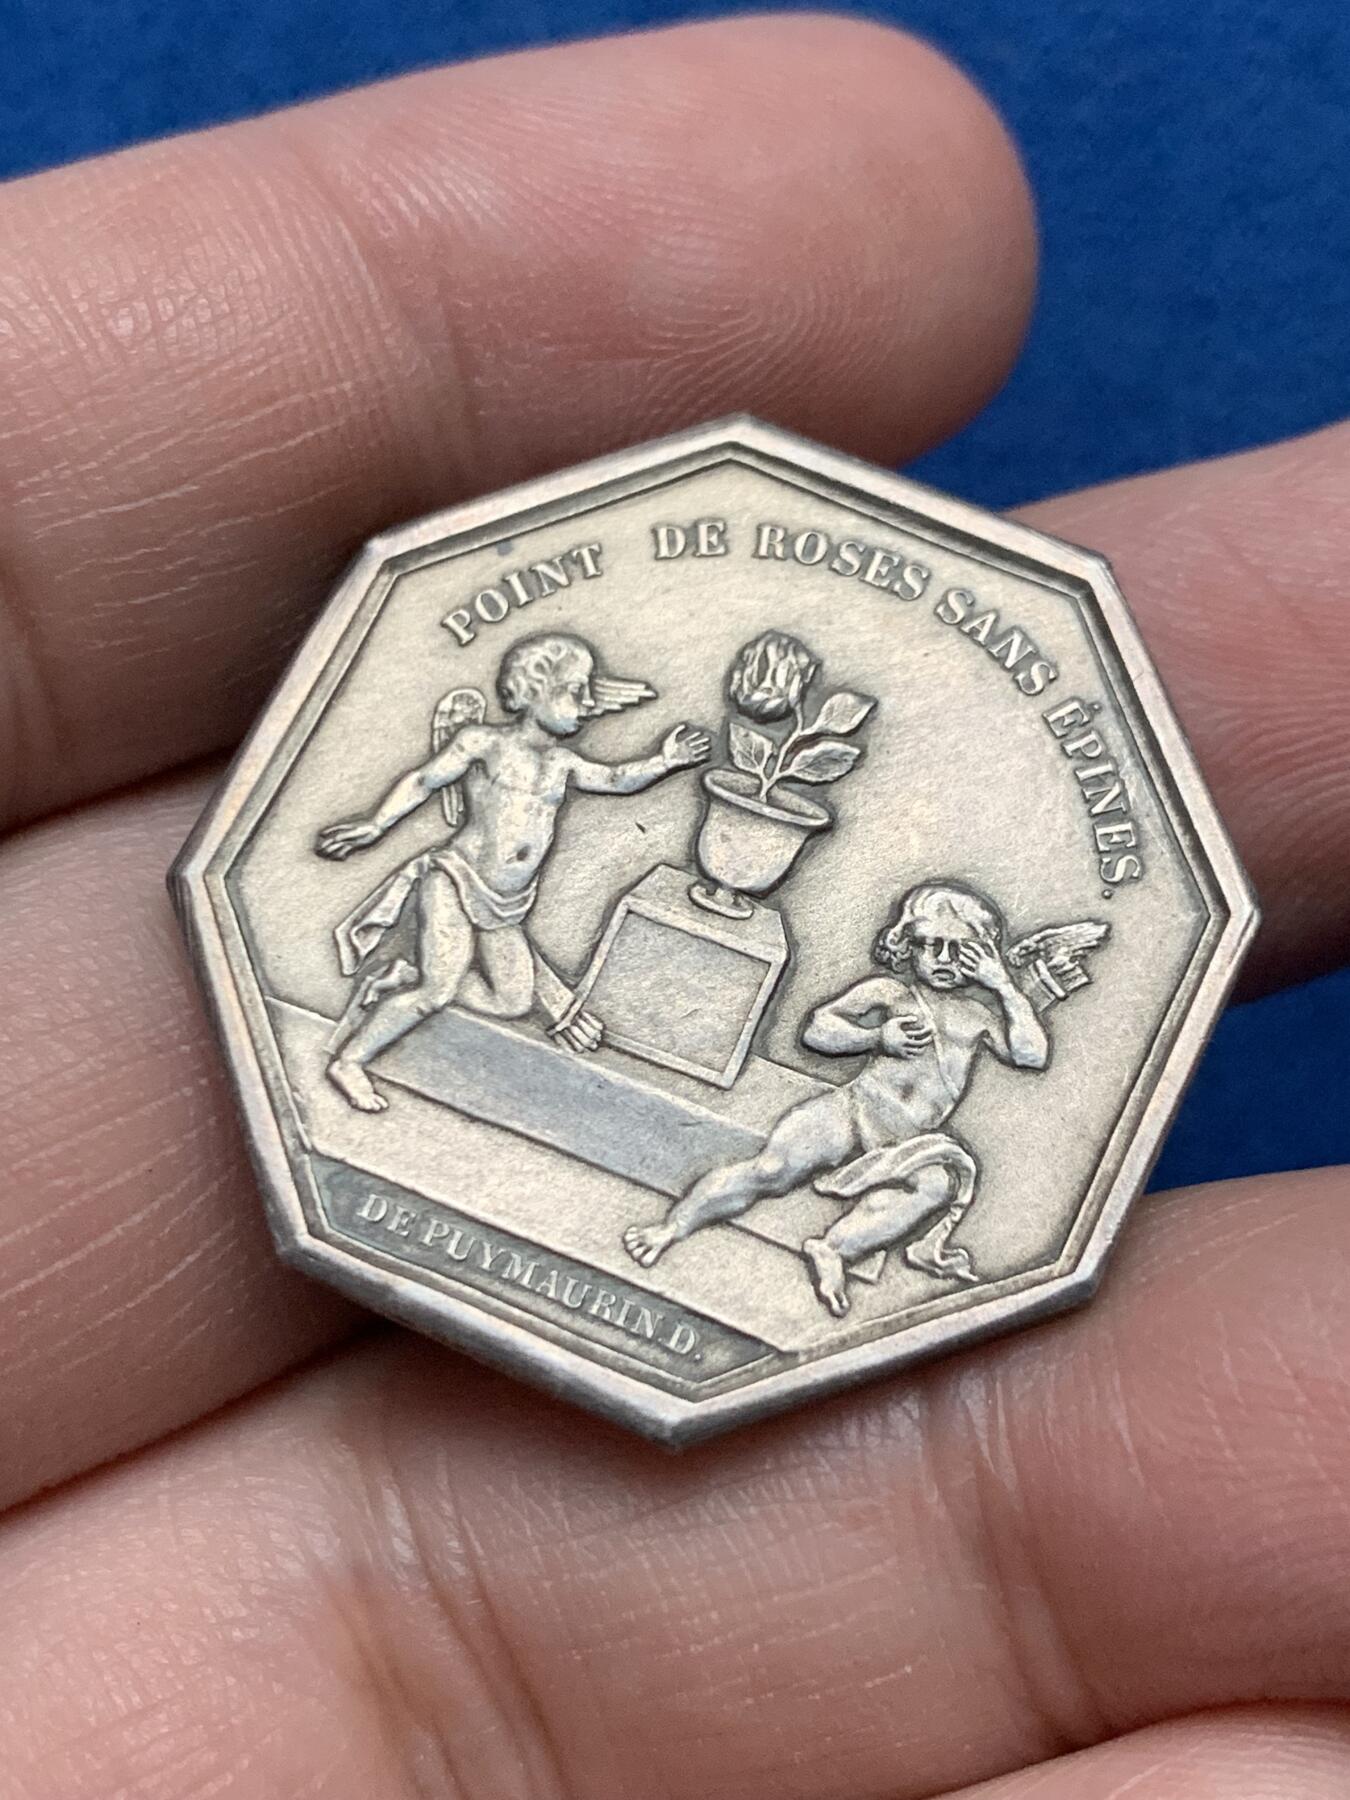 POINT DE ROSES SANS ÉPINES.
DE PUYMAURIN.D.